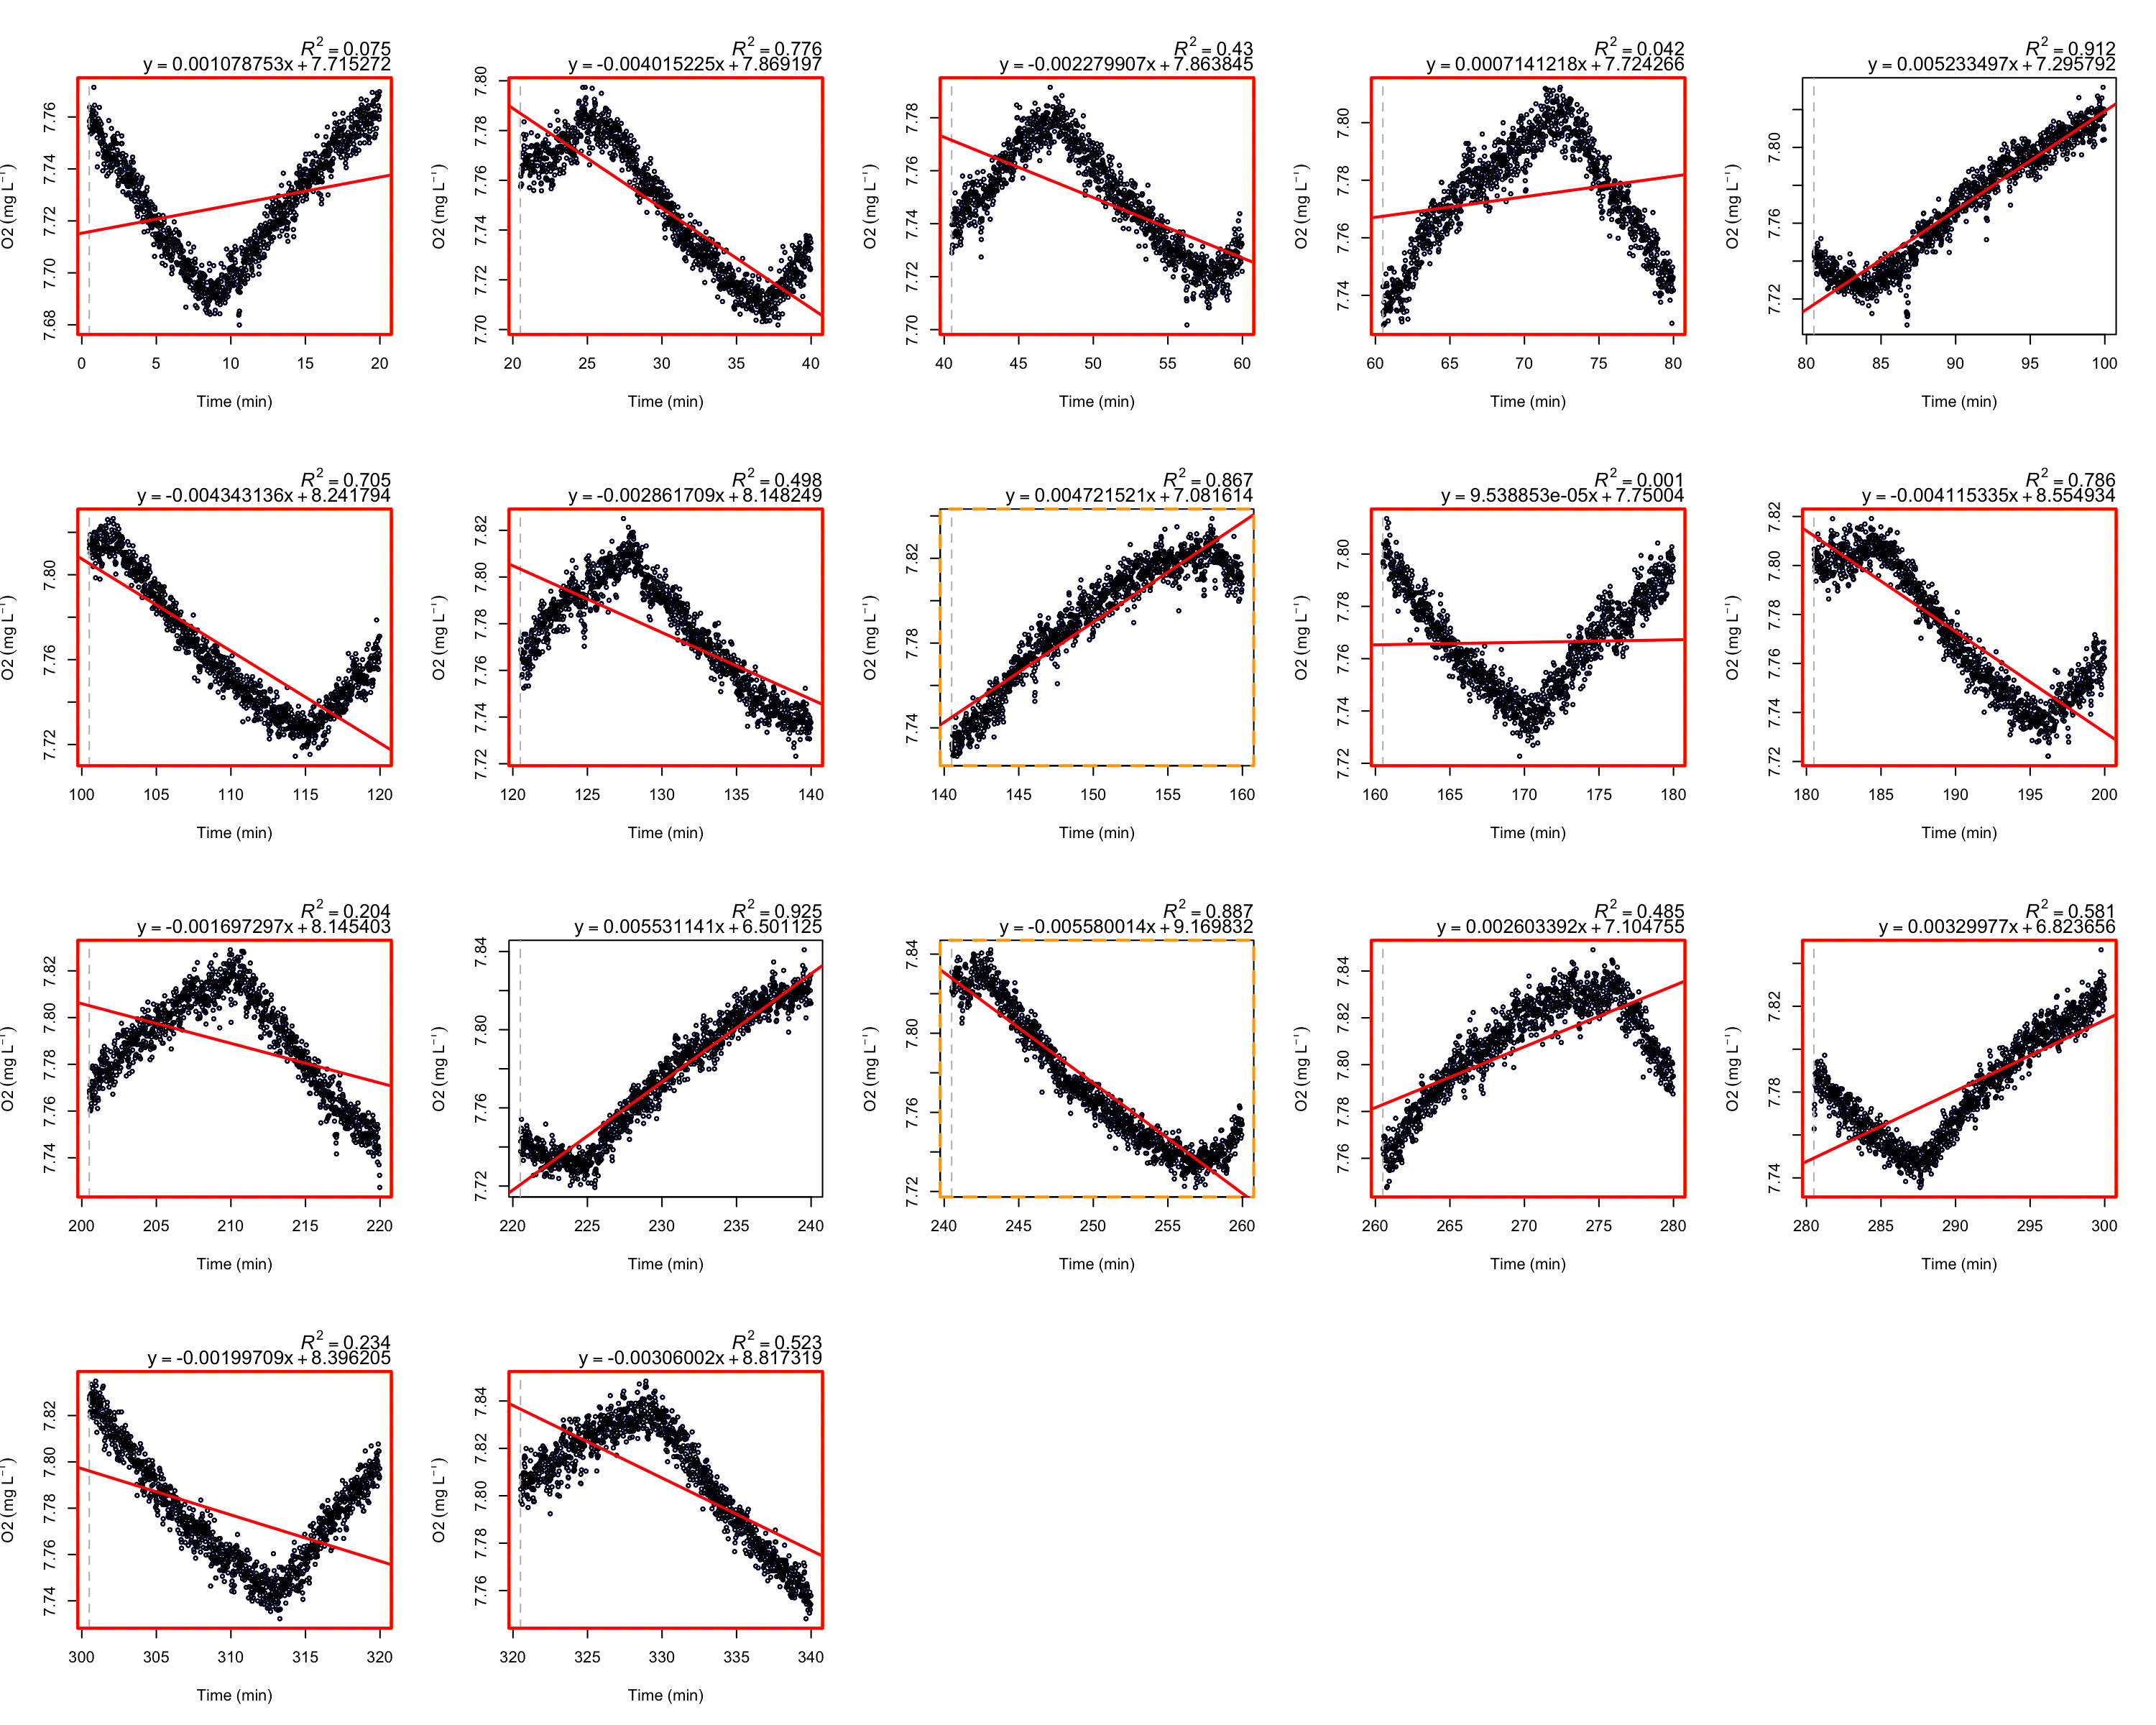 R² = 0.075
y = 0.001078753x + 7.715272
O2 (mg L⁻¹)
7.68 7.70 7.72 7.74 7.76
0 5 10 15 20
Time (min)
R² = 0.776
y = -0.004015225x + 7.869197
O2 (mg L⁻¹)
7.70 7.72 7.74 7.76 7.78 7.80
20 25 30 35 40
Time (min)
R² = 0.43
y = -0.002279907x + 7.863845
O2 (mg L⁻¹)
7.70 7.72 7.74 7.76 7.78
40 45 50 55 60
Time (min)
R² = 0.042
y = 0.0007141218x + 7.724266
O2 (mg L⁻¹)
7.74 7.76 7.78 7.80
60 65 70 75 80
Time (min)
R² = 0.912
y = 0.005233497x + 7.295792
O2 (mg L⁻¹)
7.72 7.76 7.80
80 85 90 95 100
Time (min)
R² = 0.705
y = -0.004343136x + 8.241794
O2 (mg L⁻¹)
7.72 7.76 7.80
100 105 110 115 120
Time (min)
R² = 0.498
y = -0.002861709x + 8.148249
O2 (mg L⁻¹)
7.72 7.74 7.76 7.78 7.80 7.82
120 125 130 135 140
Time (min)
R² = 0.867
y = 0.004721521x + 7.081614
O2 (mg L⁻¹)
7.74 7.78 7.82
140 145 150 155 160
Time (min)
R² = 0.001
y = 9.538853e-05x + 7.75004
O2 (mg L⁻¹)
7.72 7.74 7.76 7.78 7.80
160 165 170 175 180
Time (min)
R² = 0.786
y = -0.004115335x + 8.554934
O2 (mg L⁻¹)
7.72 7.74 7.76 7.78 7.80 7.82
180 185 190 195 200
Time (min)
R² = 0.204
y = -0.001697297x + 8.145403
O2 (mg L⁻¹)
7.74 7.76 7.78 7.80 7.82
200 205 210 215 220
Time (min)
R² = 0.925
y = 0.005531141x + 6.501125
O2 (mg L⁻¹)
7.72 7.76 7.80 7.84
220 225 230 235 240
Time (min)
R² = 0.887
y = -0.005580014x + 9.169832
O2 (mg L⁻¹)
7.72 7.76 7.80 7.84
240 245 250 255 260
Time (min)
R² = 0.485
y = 0.002603392x + 7.104755
O2 (mg L⁻¹)
7.76 7.78 7.80 7.82 7.84
260 265 270 275 280
Time (min)
R² = 0.581
y = 0.00329977x + 6.823656
O2 (mg L⁻¹)
7.74 7.78 7.82
280 285 290 295 300
Time (min)
R² = 0.234
y = -0.00199709x + 8.396205
O2 (mg L⁻¹)
7.74 7.76 7.78 7.80 7.82
300 305 310 315 320
Time (min)
R² = 0.523
y = -0.00306002x + 8.817319
O2 (mg L⁻¹)
7.76 7.78 7.80 7.82 7.84
320 325 330 335 340
Time (min)